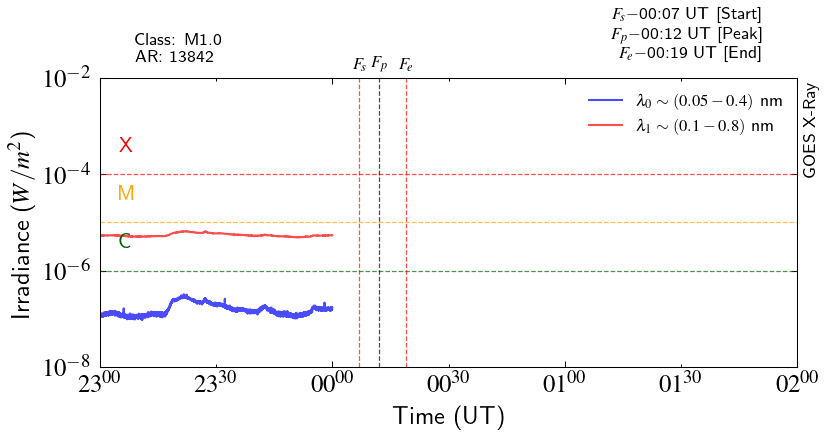 Fs−00:07 UT [Start]
Class: M1.0
Fp−00:12 UT [Peak]
AR: 13842
Fe−00:19 UT [End]
Fs Fp Fe
10⁻²
λ₀ ∼ (0.05 − 0.4) nm
λ₁ ∼ (0.1 − 0.8) nm
GOES X-Ray
X
10⁻⁴
M
Irradiance (W/m²)
C
10⁻⁶
10⁻⁸
23⁰⁰ 23³⁰ 00⁰⁰ 00³⁰ 01⁰⁰ 01³⁰ 02⁰⁰
Time (UT)